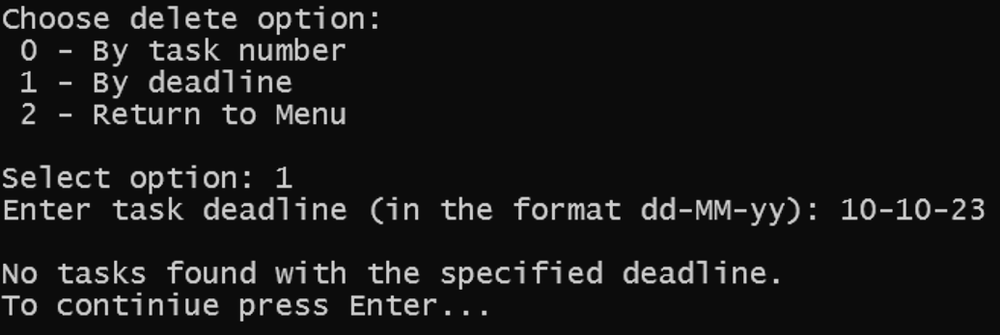 Choose delete option:
0 - By task number
1 - By deadline
2 - Return to Menu
Select option: 1
Enter task deadline (in the format dd-MM-yy): 10-10-23
No tasks found with the specified deadline.
To continiue press Enter...